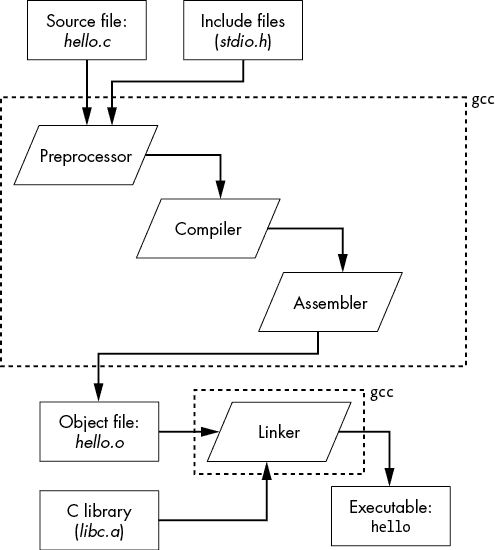 Source file:
hello.c
Include files
(stdio.h)
gcc
Preprocessor
Compiler
Assembler
gcc
Object file:
hello.o
Linker
C library
(libc.a)
Executable:
hello